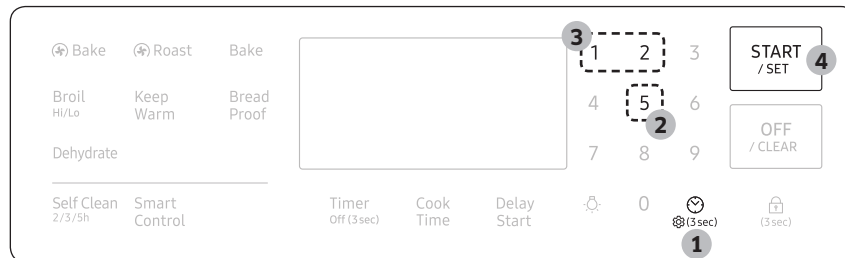 Bake
Roast
Bake
Broil
Hi/Lo
Keep
Warm
Bread
Proof
Dehydrate
Self Clean
2/3/5h
Smart
Control
Timer
Off (3 sec)
Cook
Time
Delay
Start
3
1 2 3
4 5 6
2
7 8 9
0
(3 sec)
1
(3 sec)
START
/ SET
4
OFF
/ CLEAR